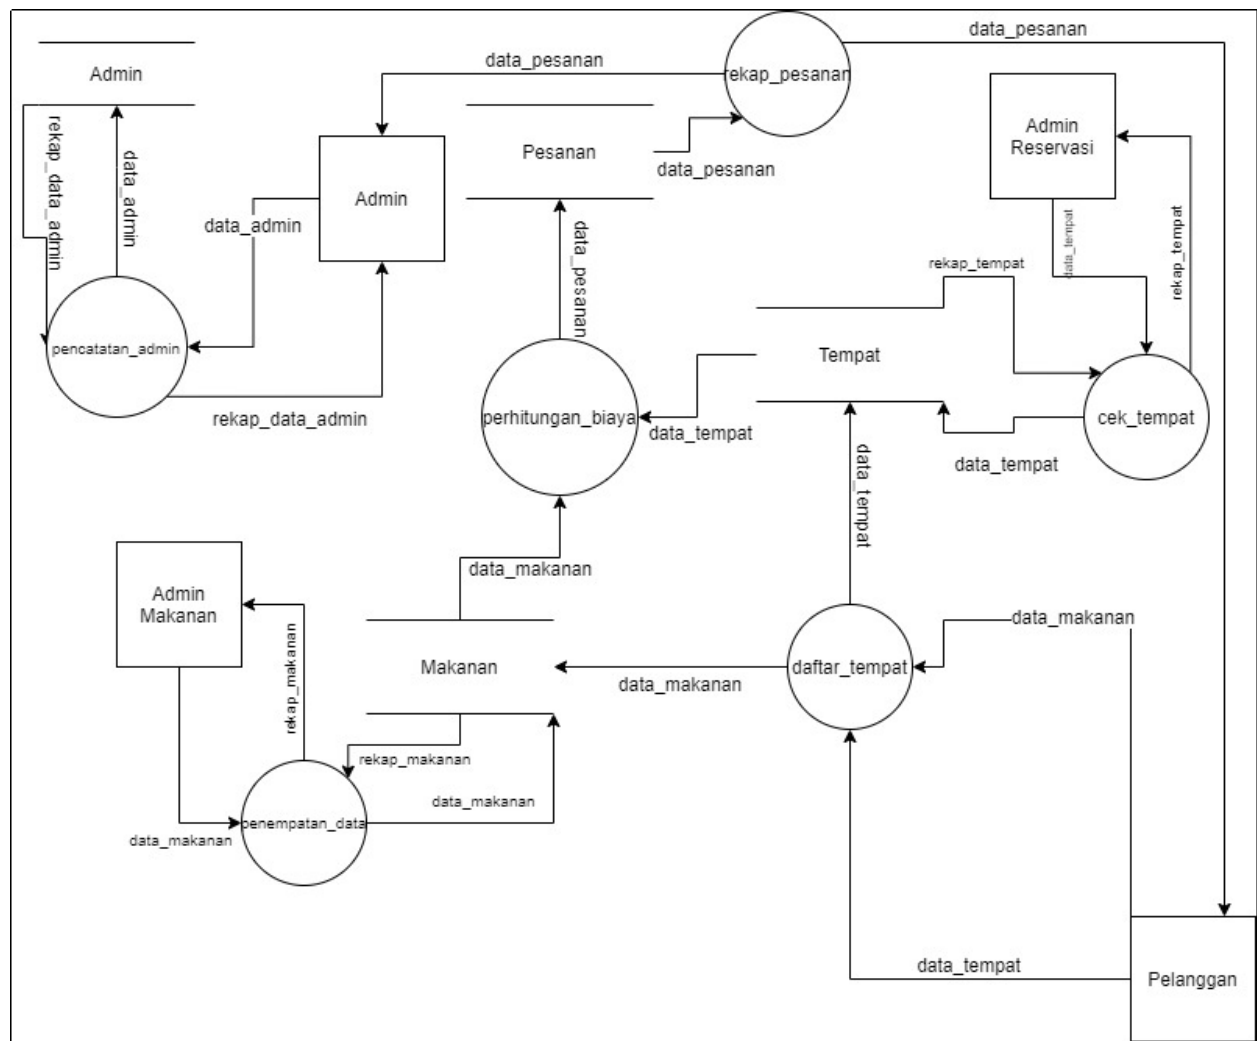 data_pesanan
data_pesanan
Admin
rekap_pesanan
Admin
Reservasi
Pesanan
data_pesanan
rekap_data_admin
data_admin
Admin
data_admin
data_pesanan
data_tempat
rekap_tempat
rekap_tempat
pencatatan_admin
Tempat
rekap_data_admin
perhitungan_biaya
data_tempat
cek_tempat
data_tempat
data_tempat
data_makanan
Admin
Makanan
data_makanan
rekap_makanan
Makanan
data_makanan
daftar_tempat
rekap_makanan
data_makanan
penempatan_data
data_makanan
data_tempat
Pelanggan